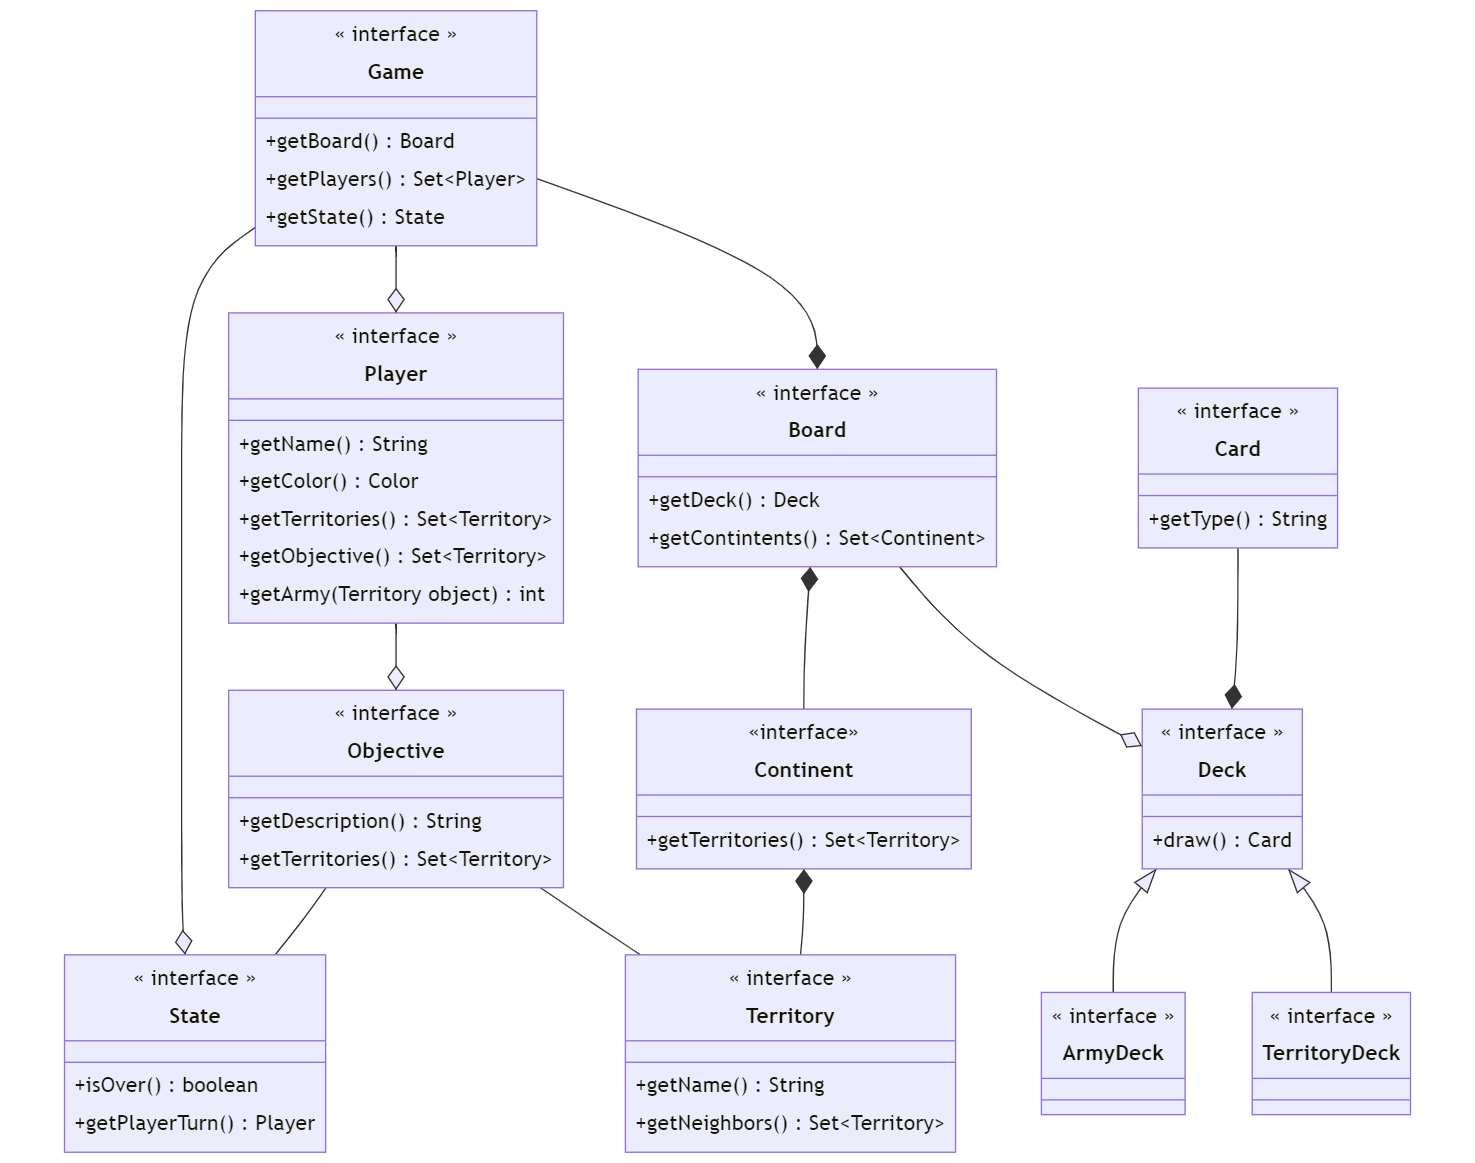 « interface »
Game
+getBoard() : Board
+getPlayers() : Set<Player>
+getState() : State
« interface »
Player
+getName() : String
+getColor() : Color
+getTerritories() : Set<Territory>
+getObjective() : Set<Territory>
+getArmy(Territory object) : int
« interface »
Board
+getDeck() : Deck
+getContintents() : Set<Continent>
« interface »
Card
+getType() : String
« interface »
Objective
+getDescription() : String
+getTerritories() : Set<Territory>
«interface»
Continent
+getTerritories() : Set<Territory>
« interface »
Deck
+draw() : Card
« interface »
State
+isOver() : boolean
+getPlayerTurn() : Player
« interface »
Territory
+getName() : String
+getNeighbors() : Set<Territory>
« interface »
ArmyDeck
« interface »
TerritoryDeck